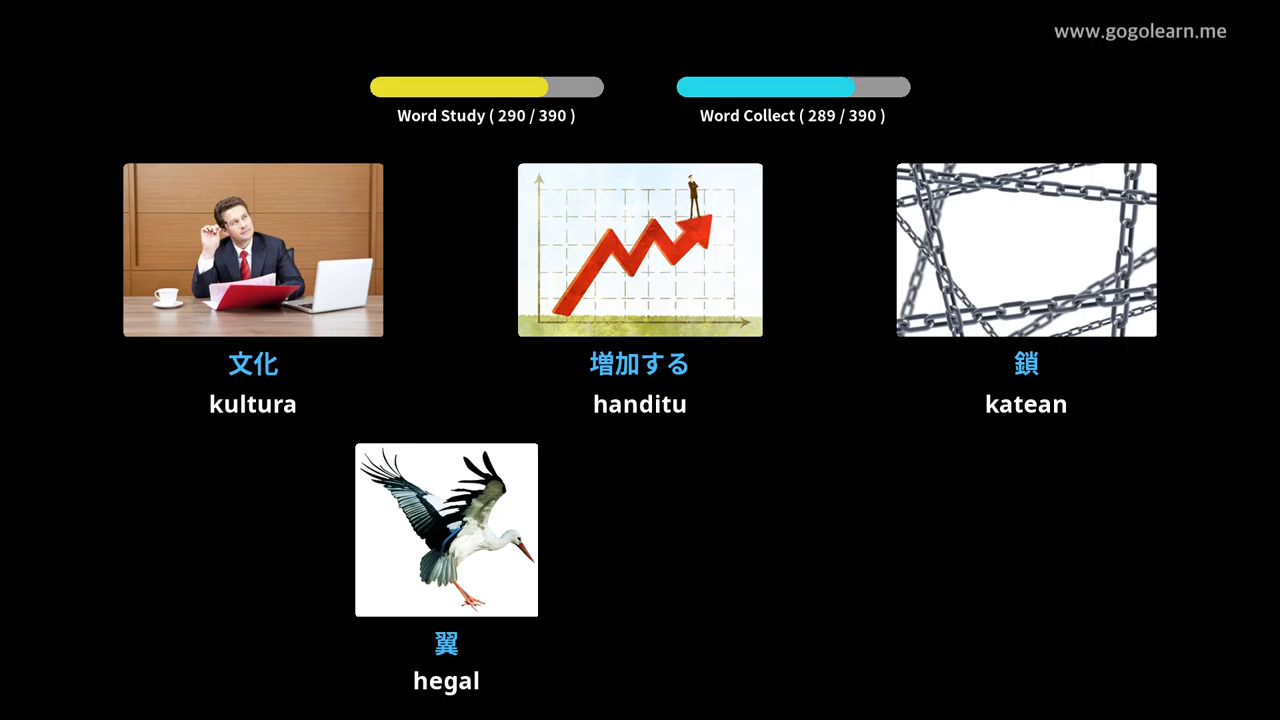 www.gogolearn.me
Word Study ( 290 / 390 )
Word Collect ( 289 / 390 )
文化
kultura
増加する
handitu
鎖
katean
翼
hegal